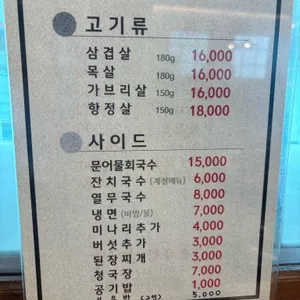 고기류
삼겹살 180g 16,000
목살 180g 16,000
가브리살 150g 16,000
항정살 150g 18,000
사이드
문어물회국수 15,000
잔치국수 (계절메뉴) 6,000
열무국수 8,000
냉면 (비빔/물) 7,000
미나리추가 4,000
버섯추가 3,000
된장찌개 3,000
청국장 7,000
공기밥 1,000
5,000